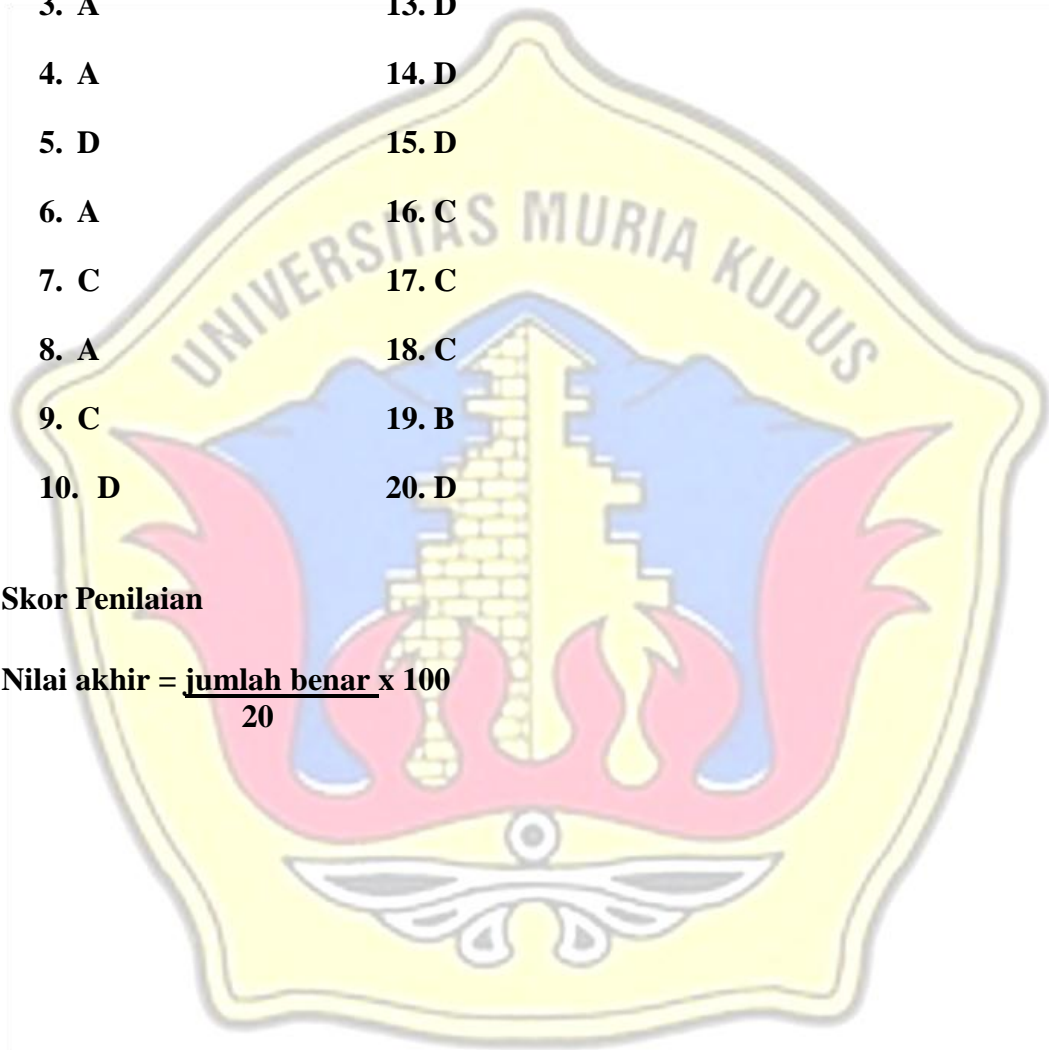 3. A
13. D
4. A
14. D
5. D
15. D
6. A
16. C
7. C
17. C
8. A
18. C
9. C
19. B
10. D
20. D
UNIVERSITAS MURIA KUDUS
Skor Penilaian
Nilai akhir = jumlah benar x 100
20